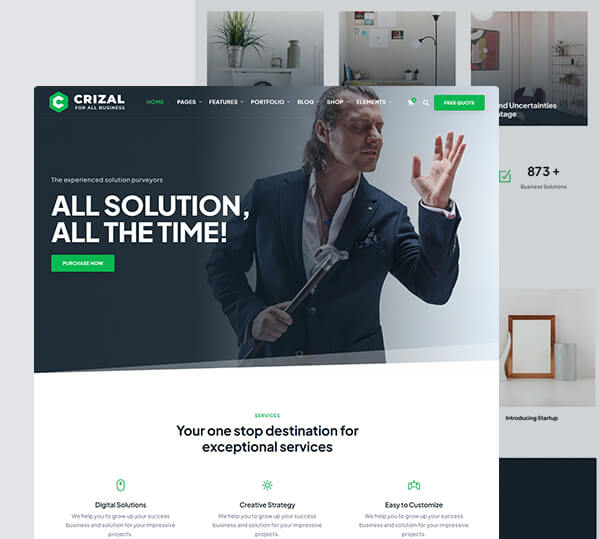 nd Uncertainties
ntage
CRIZAL
FOR ALL BUSINESS
HOME PAGES FEATURES PORTFOLIO BLOG SHOP ELEMENTS
FREE QUOTE
The experienced solution purveyors
ALL SOLUTION,
ALL THE TIME!
PURCHASE NOW
873 +
Business Solutions
Introducing Startup
SERVICES
Your one stop destination for
exceptional services
Digital Solutions
We help you to grow up your success
business and solution for your impressive
projects.
Creative Strategy
We help you to grow up your success
business and solution for your impressive
projects.
Easy to Customize
We help you to grow up your success
business and solution for your impressive
projects.